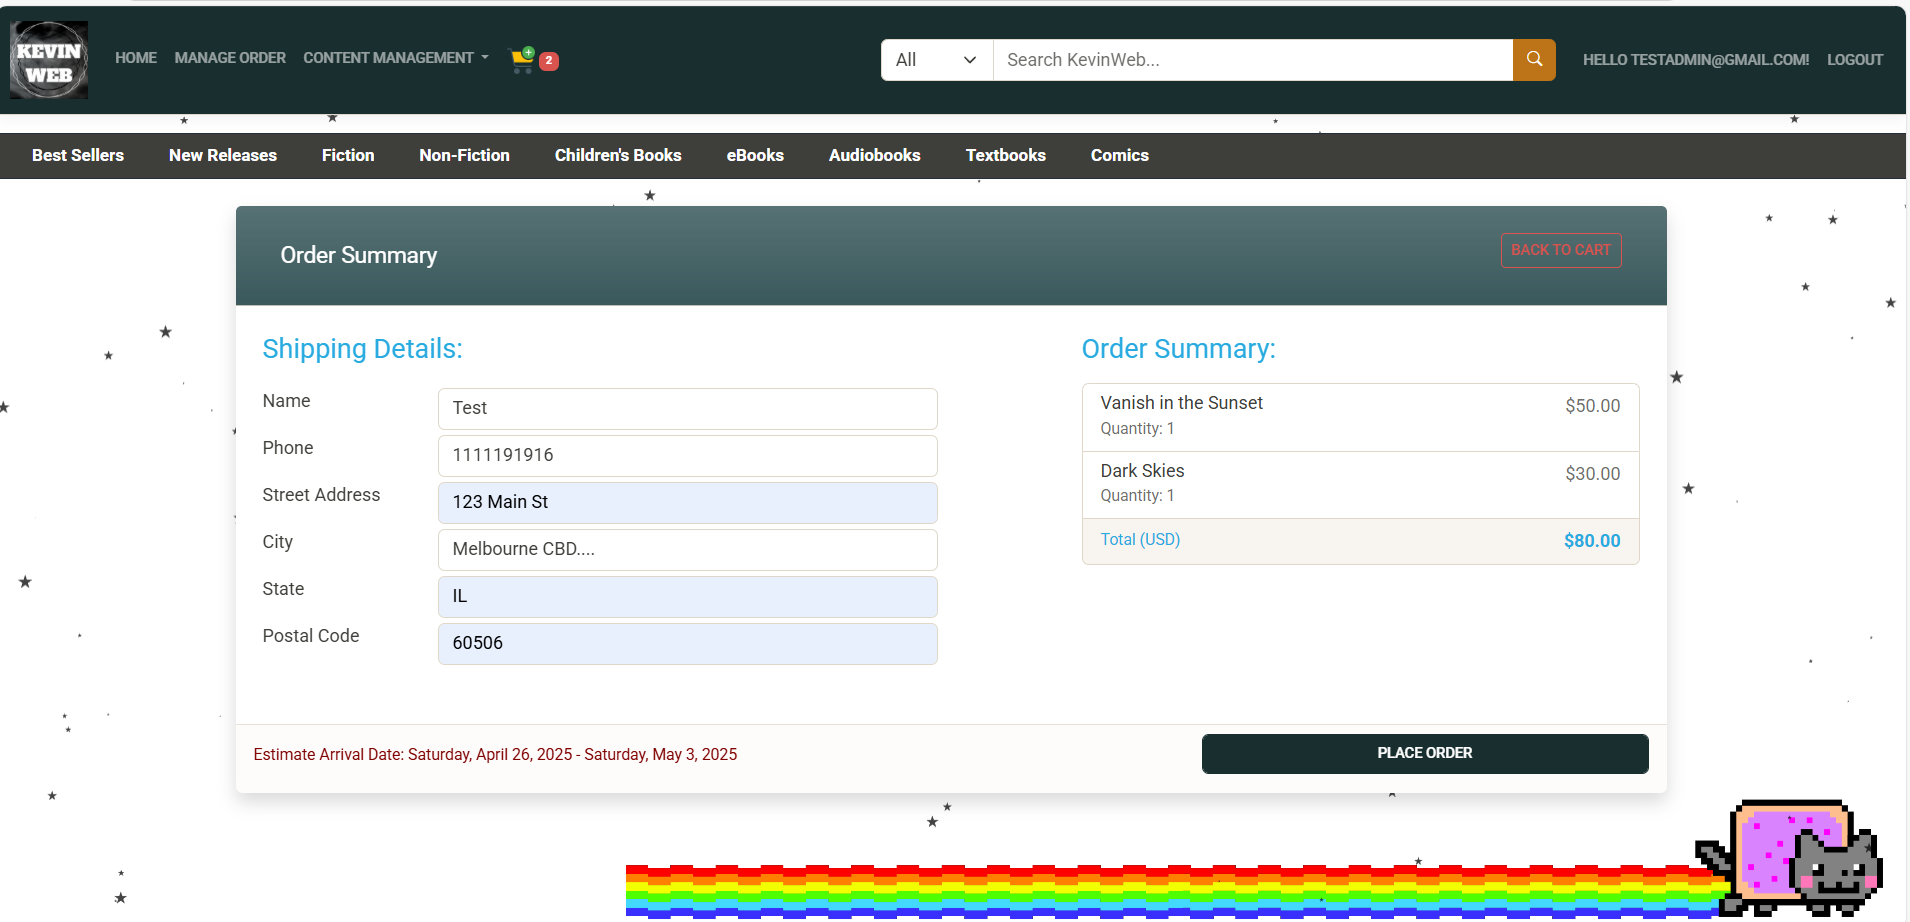 KEVIN
WEB
HOME MANAGE ORDER CONTENT MANAGEMENT + 2
All Search KevinWeb...
HELLO TESTADMIN@GMAIL.COM! LOGOUT
Best Sellers New Releases Fiction Non-Fiction Children's Books eBooks Audiobooks Textbooks Comics
Order Summary
BACK TO CART
Shipping Details:
Name Test
Phone 1111191916
Street Address 123 Main St
City Melbourne CBD....
State IL
Postal Code 60506
Order Summary:
Vanish in the Sunset $50.00
Quantity: 1
Dark Skies $30.00
Quantity: 1
Total (USD) $80.00
Estimate Arrival Date: Saturday, April 26, 2025 - Saturday, May 3, 2025
PLACE ORDER